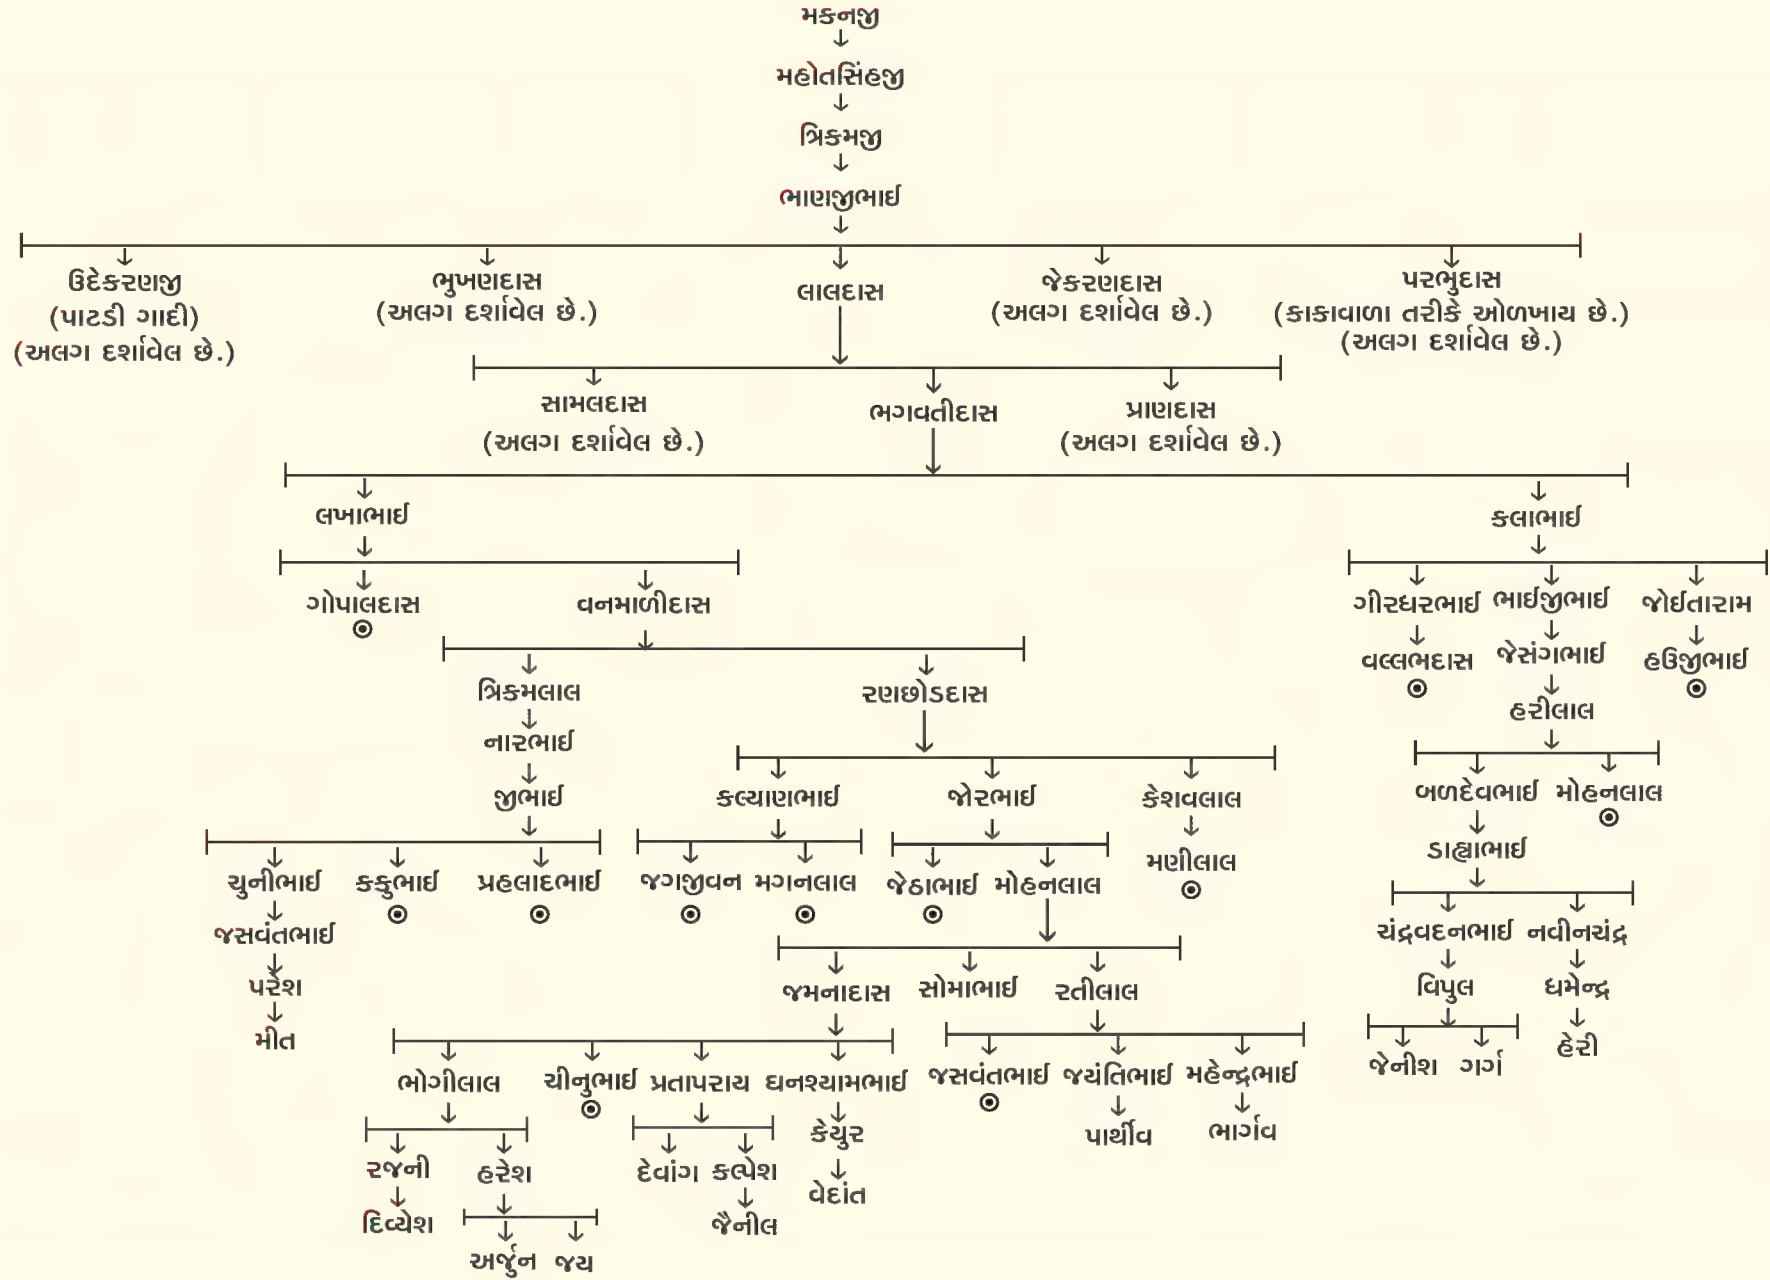 મકનજી
મહોતસિંહજી
ત્રિકમજી
ભાણજીભાઈ
ઉદેકરણજી ભુખણદાસ લાલદાસ જેકરણદાસ પરભુદાસ
(પાટડી ગાદી) (અલગ દર્શાવેલ છે.) (અલગ દર્શાવેલ છે.) (કાકાવાળા તરીકે ઓળખાય છે.)
(અલગ દર્શાવેલ છે.) (અલગ દર્શાવેલ છે.)
સામલદાસ ભગવતીદાસ પ્રાણદાસ
(અલગ દર્શાવેલ છે.) (અલગ દર્શાવેલ છે.)
લખાભાઈ કલાભાઈ
ગોપાલદાસ વનમાળીદાસ ગીરધરભાઈ ભાઈજીભાઈ જોઈતારામ
વલ્લભદાસ જેસંગભાઈ હઉજીભાઈ
ત્રિકમલાલ રણછોડદાસ હરીલાલ
નારભાઈ
જીભાઈ કલ્યાણભાઈ જોરભાઈ કેશવલાલ બળદેવભાઈ મોહનલાલ
મણીલાલ ડાહ્યાભાઈ
ચુનીભાઈ કકુભાઈ પ્રહલાદભાઈ જગજીવન મગનલાલ જેઠાભાઈ મોહનલાલ
જસવંતભાઈ ચંદ્રવદનભાઈ નવીનચંદ્ર
પરેશ જમનાદાસ સોમાભાઈ રતીલાલ વિપુલ ધમેન્દ્ર
મીત હેરી
ભોગીલાલ ચીનુભાઈ પ્રતાપરાય ઘનશ્યામભાઈ જસવંતભાઈ જયંતિભાઈ મહેન્દ્રભાઈ જેનીશ ગર્ગ
કેયુર પાર્થીવ ભાર્ગવ
રજની હરેશ દેવાંગ કલ્પેશ
વેદાંત
દિવ્યેશ જૈનીલ
અર્જુન જય